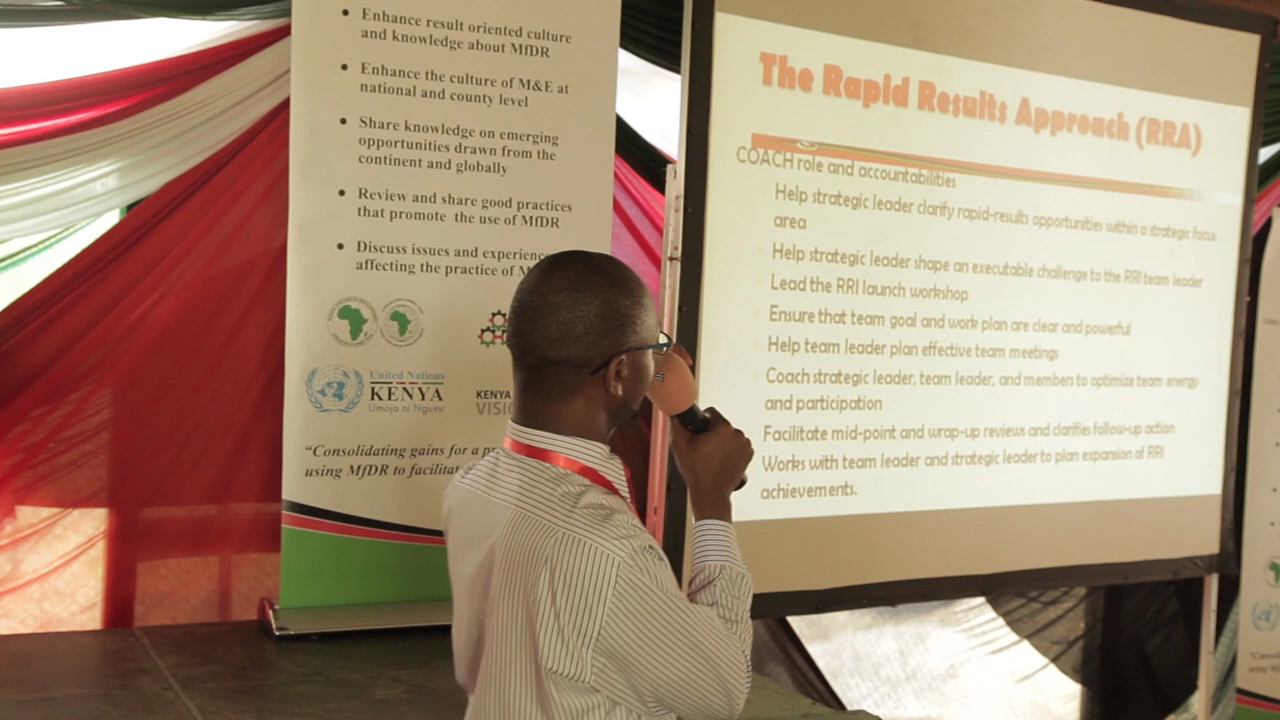 • Enhance result oriented culture
and knowledge about MfDR
• Enhance the culture of M&E at
national and county level
• Share knowledge on emerging
opportunities drawn from the
continent and globally
• Review and share good practices
that promote the use of MfDR
• Discuss issues and experience
affecting the practice of
United Nations
KENYA
Umoja ni Nguvu
KENYA
VISIO
"Consolidating gains for a
using MfDR to facilitat
The Rapid Results Approach (RRA)
COACH role and accountabilities
Help strategic leader clarify rapid-results opportunities within a strategic focus
area
Help strategic leader shape an executable challenge to the RRI team leader
Lead the RRI launch workshop
Ensure that team goal and work plan are clear and powerful
Help team leader plan effective team meetings
Coach strategic leader, team leader, and members to optimize team energy
and participation
Facilitate mid-point and wrap-up reviews and clarifies follow-up action
Works with team leader and strategic leader to plan expansion of RRI
achievements.